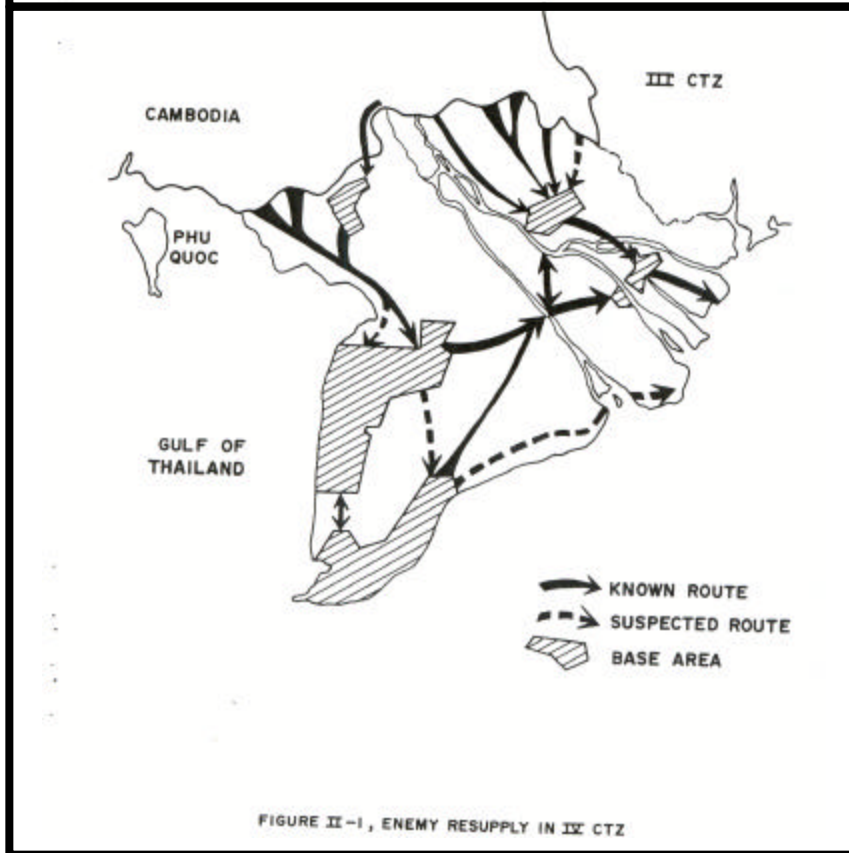 III CTZ
CAMBODIA
PHU
QUOC
GULF OF
THAILAND
KNOWN ROUTE
SUSPECTED ROUTE
BASE AREA
FIGURE II-1, ENEMY RESUPPLY IN IV CTZ